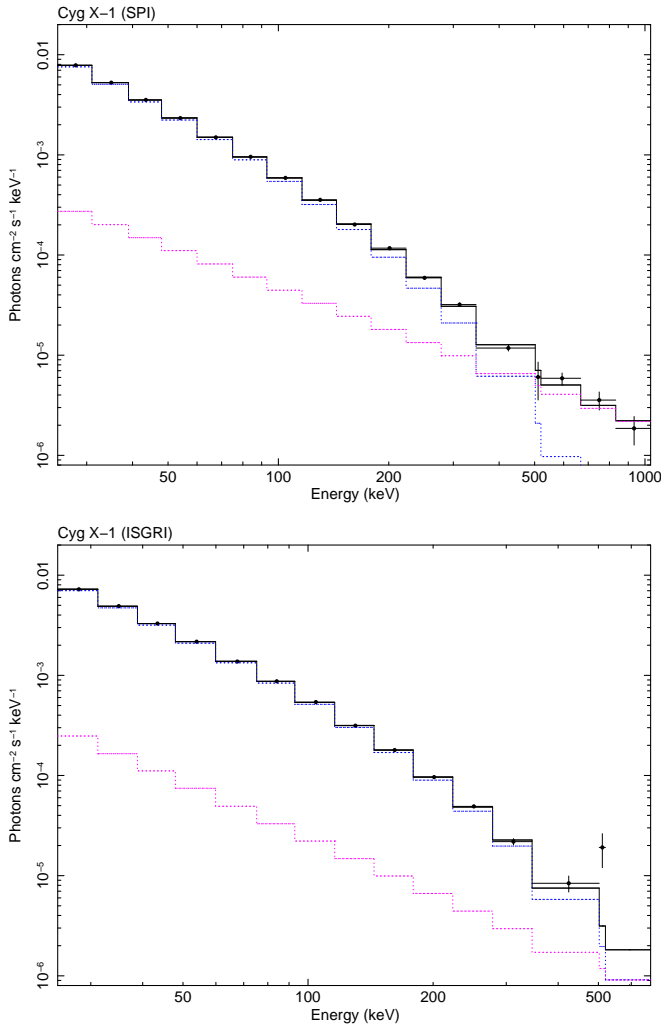 Cyg X−1 (SPI)
0.01
10⁻³
10⁻⁴
10⁻⁵
10⁻⁶
Photons cm⁻² s⁻¹ keV⁻¹
50 100 200 500 1000
Energy (keV)
Cyg X−1 (ISGRI)
0.01
10⁻³
10⁻⁴
10⁻⁵
10⁻⁶
Photons cm⁻² s⁻¹ keV⁻¹
50 100 200 500
Energy (keV)